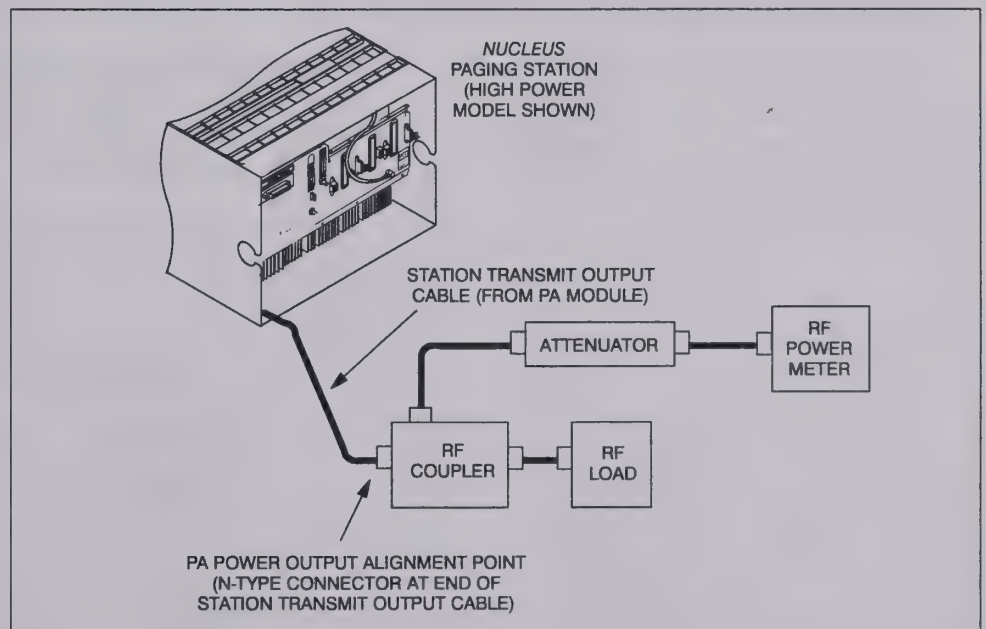 NUCLEUS
PAGING STATION
(HIGH POWER
MODEL SHOWN)
STATION TRANSMIT OUTPUT
CABLE (FROM PA MODULE)
ATTENUATOR
RF
POWER
METER
RF
COUPLER
RF
LOAD
PA POWER OUTPUT ALIGNMENT POINT
(N-TYPE CONNECTOR AT END OF
STATION TRANSMIT OUTPUT CABLE)